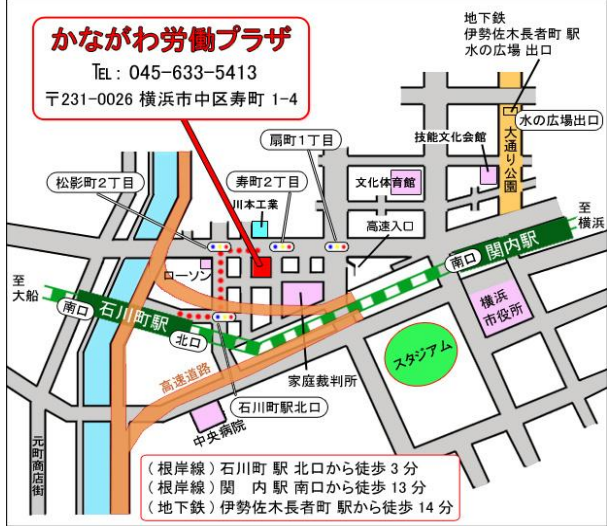 かながわ労働プラザ
TEL: 045-633-5413
〒231-0026 横浜市中区寿町 1-4
地下鉄
伊勢佐木長者町 駅
水の広場 出口
水の広場出口
大通り公園
技能文化会館
扇町1丁目
寿町2丁目
松影町2丁目
文化体育館
川本工業
高速入口
至
横浜
関内駅
南口
ローソン
至
大船
南口
石川町駅
北口
横浜
市役所
スタジアム
家庭裁判所
高速道路
石川町駅北口
中央病院
元町商店街
(根岸線)石川町 駅 北口から徒歩 3 分
(根岸線)関 内 駅 南口から徒歩 13 分
(地下鉄)伊勢佐木長者町 駅から徒歩 14 分